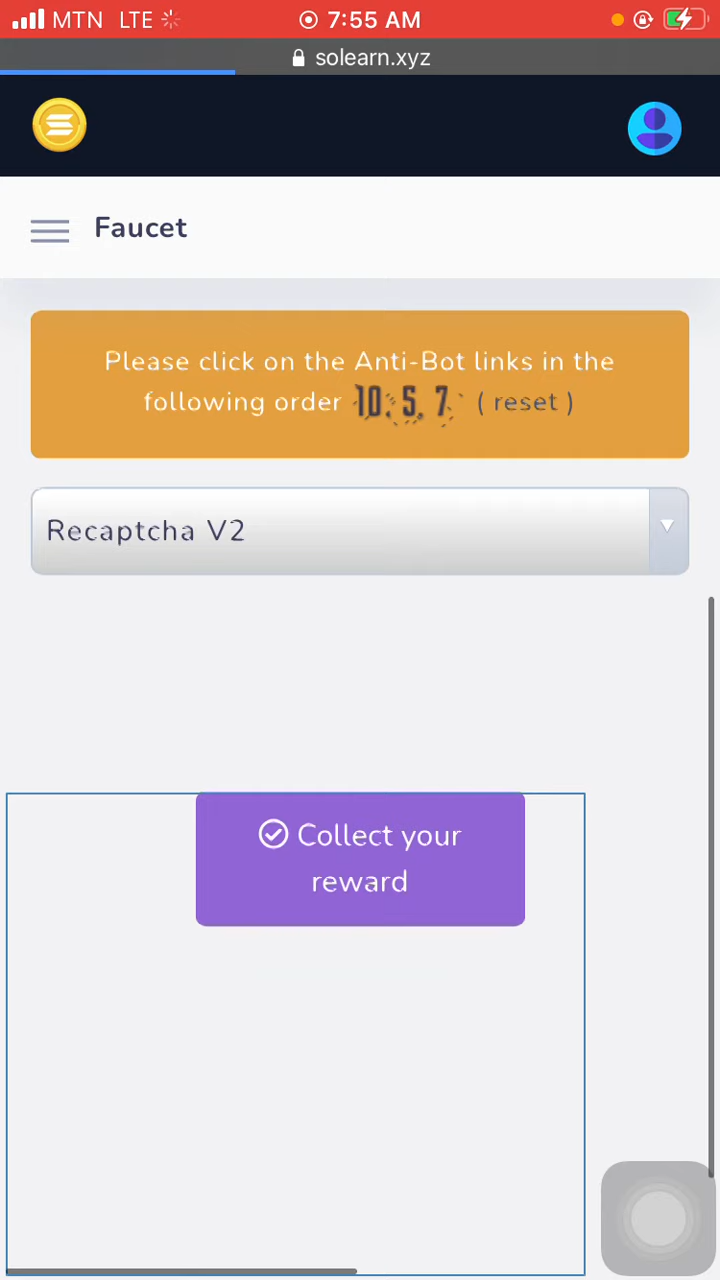 MTN LTE 7:55 AM
solearn.xyz
Faucet
Please click on the Anti-Bot links in the
following order 10, 5, 7 ( reset )
Recaptcha V2
Collect your
reward